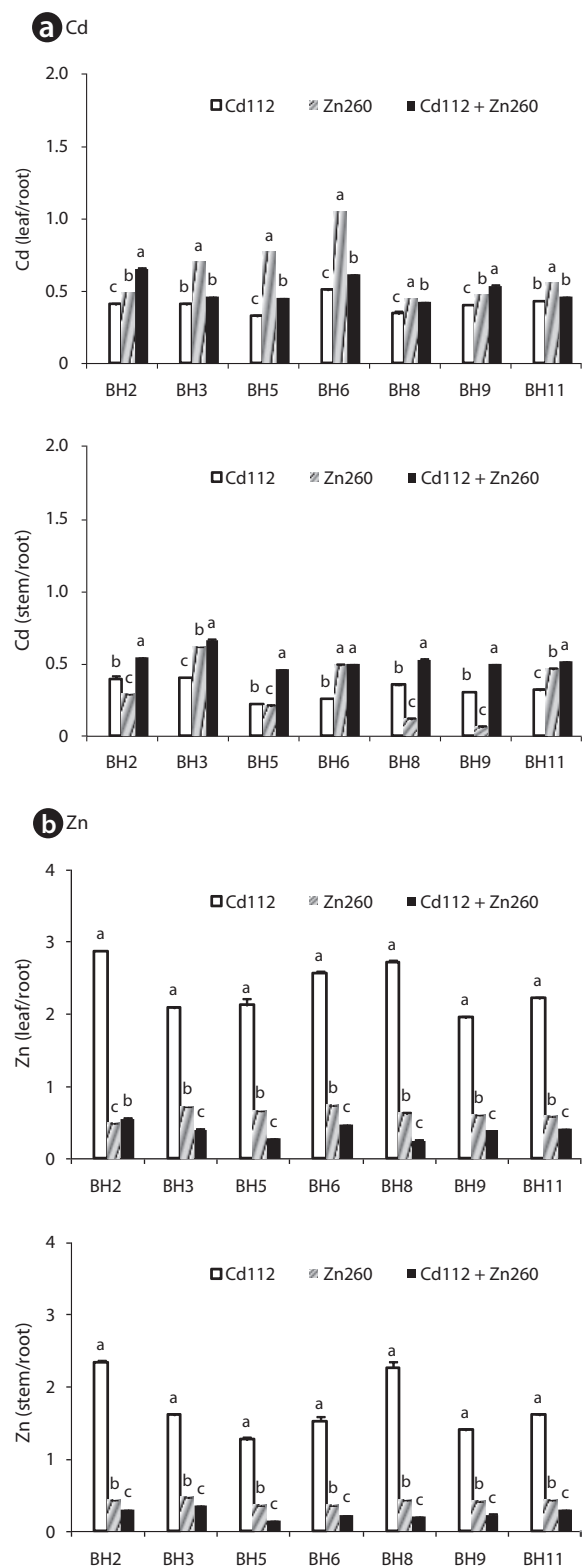 a Cd
2.0
Cd112 Zn260 Cd112 + Zn260
1.5
Cd (leaf/root)
1.0
0.5
0
c b a b a b c a b c a b c a b c b a b a b
BH2 BH3 BH5 BH6 BH8 BH9 BH11
2.0
Cd112 Zn260 Cd112 + Zn260
1.5
Cd (stem/root)
1.0
0.5
0
b c a c b a b c a b a a b c a b c a c b a
BH2 BH3 BH5 BH6 BH8 BH9 BH11
b Zn
4
Cd112 Zn260 Cd112 + Zn260
3
Zn (leaf/root)
2
1
0
a c b a b c a b c a b c a b c a b c a b c
BH2 BH3 BH5 BH6 BH8 BH9 BH11
4
Cd112 Zn260 Cd112 + Zn260
3
Zn (stem/root)
2
1
0
a b c a b c a b c a b c a b c a b c a b c
BH2 BH3 BH5 BH6 BH8 BH9 BH11